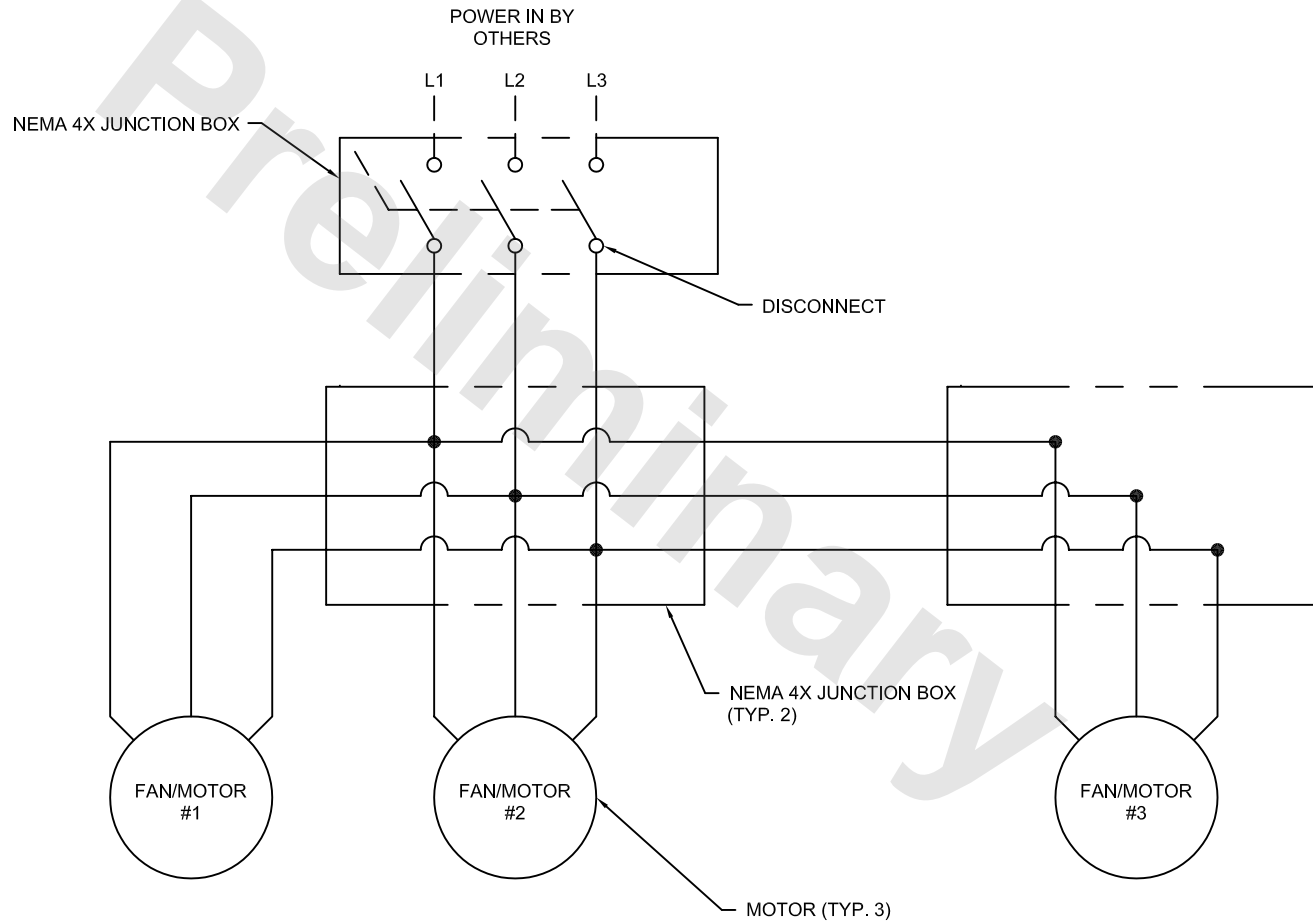 POWER IN BY
OTHERS
L1 L2 L3
NEMA 4X JUNCTION BOX
DISCONNECT
NEMA 4X JUNCTION BOX
(TYP. 2)
FAN/MOTOR
#1
FAN/MOTOR
#2
FAN/MOTOR
#3
MOTOR (TYP. 3)
Preliminary